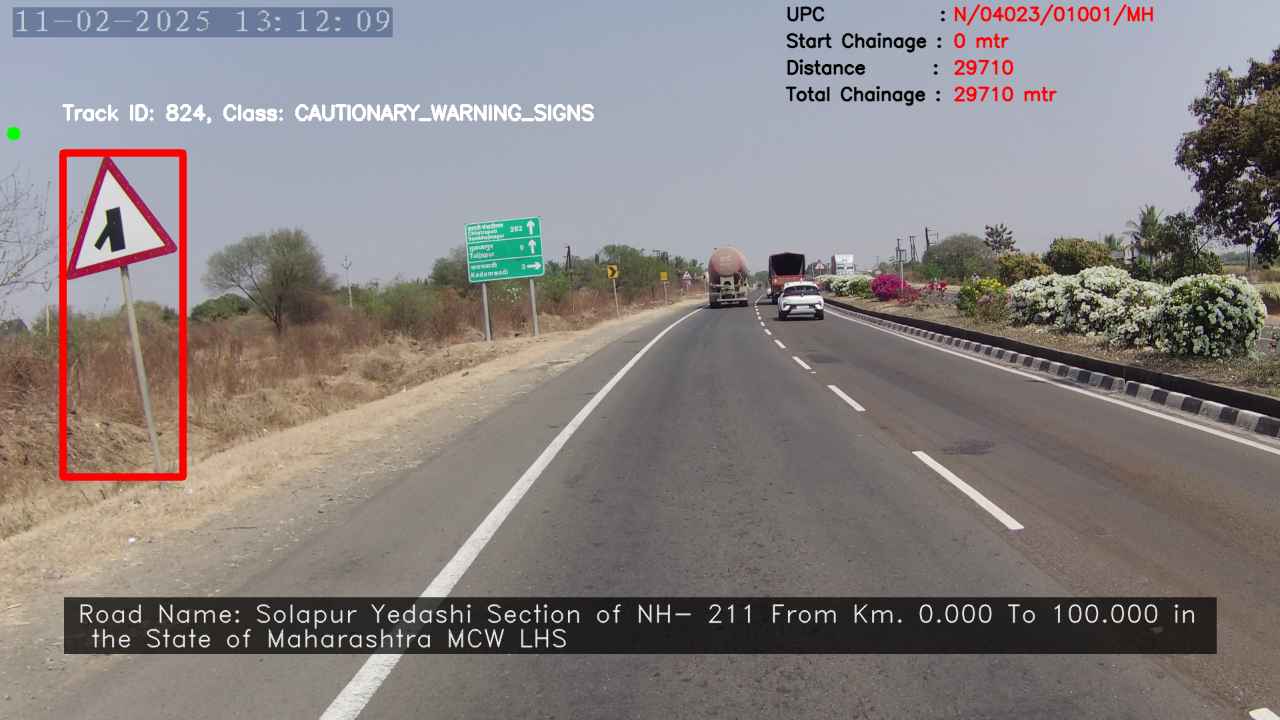 11-02-2025 13:12:09
UPC : N/04023/01001/MH
Start Chainage : 0 mtr
Distance : 29710
Total Chainage : 29710 mtr
Track ID: 824, Class: CAUTIONARY_WARNING_SIGNS
तुळजापूर
Tuljapur
Kadamwadi
Road Name: Solapur Yedashi Section of NH- 211 From Km. 0.000 To 100.000 in
the State of Maharashtra MCW LHS